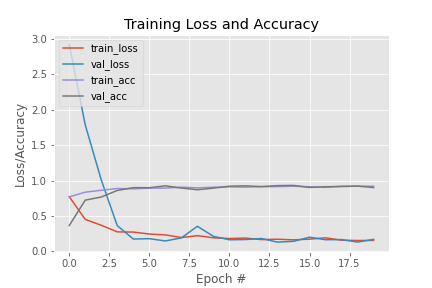 Training Loss and Accuracy
train_loss
val_loss
train_acc
val_acc
3.0
2.5
2.0
1.5
1.0
0.5
0.0
Loss/Accuracy
0.0 2.5 5.0 7.5 10.0 12.5 15.0 17.5
Epoch #